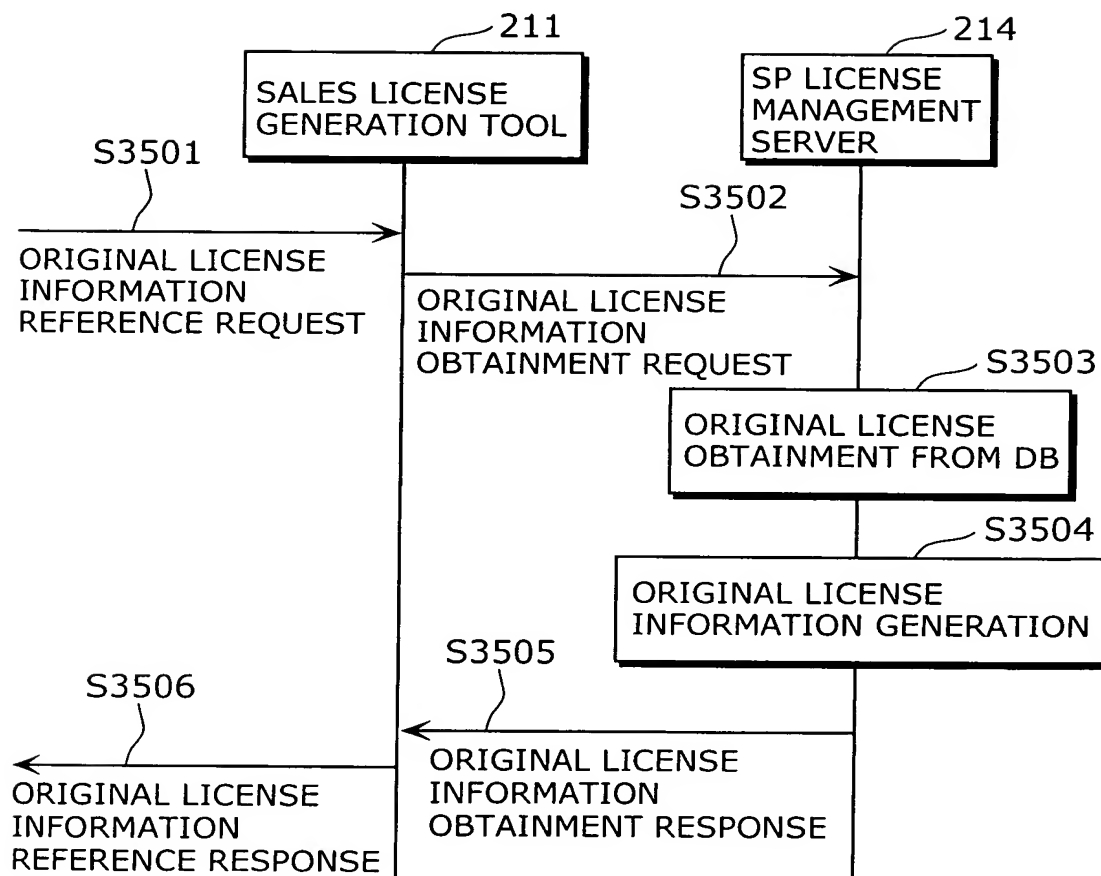 211
214
SALES LICENSE
GENERATION TOOL
SP LICENSE
MANAGEMENT
SERVER
S3501
ORIGINAL LICENSE
INFORMATION
REFERENCE REQUEST
S3502
ORIGINAL LICENSE
INFORMATION
OBTAINMENT REQUEST
S3503
ORIGINAL LICENSE
OBTAINMENT FROM DB
S3504
ORIGINAL LICENSE
INFORMATION GENERATION
S3505
ORIGINAL LICENSE
INFORMATION
OBTAINMENT RESPONSE
S3506
ORIGINAL LICENSE
INFORMATION
REFERENCE RESPONSE